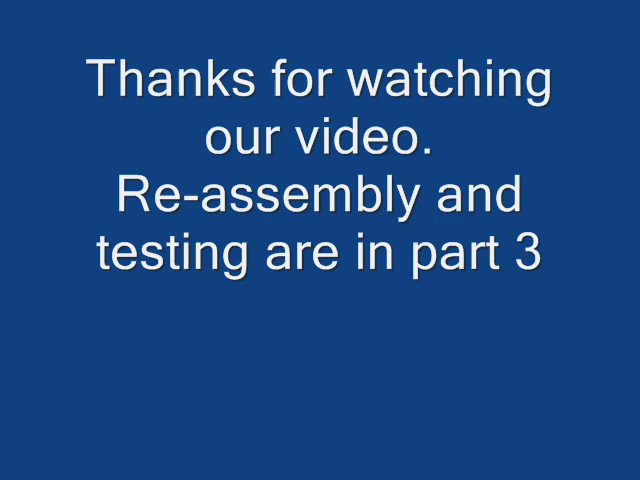 Thanks for watching
our video.
Re-assembly and
testing are in part 3